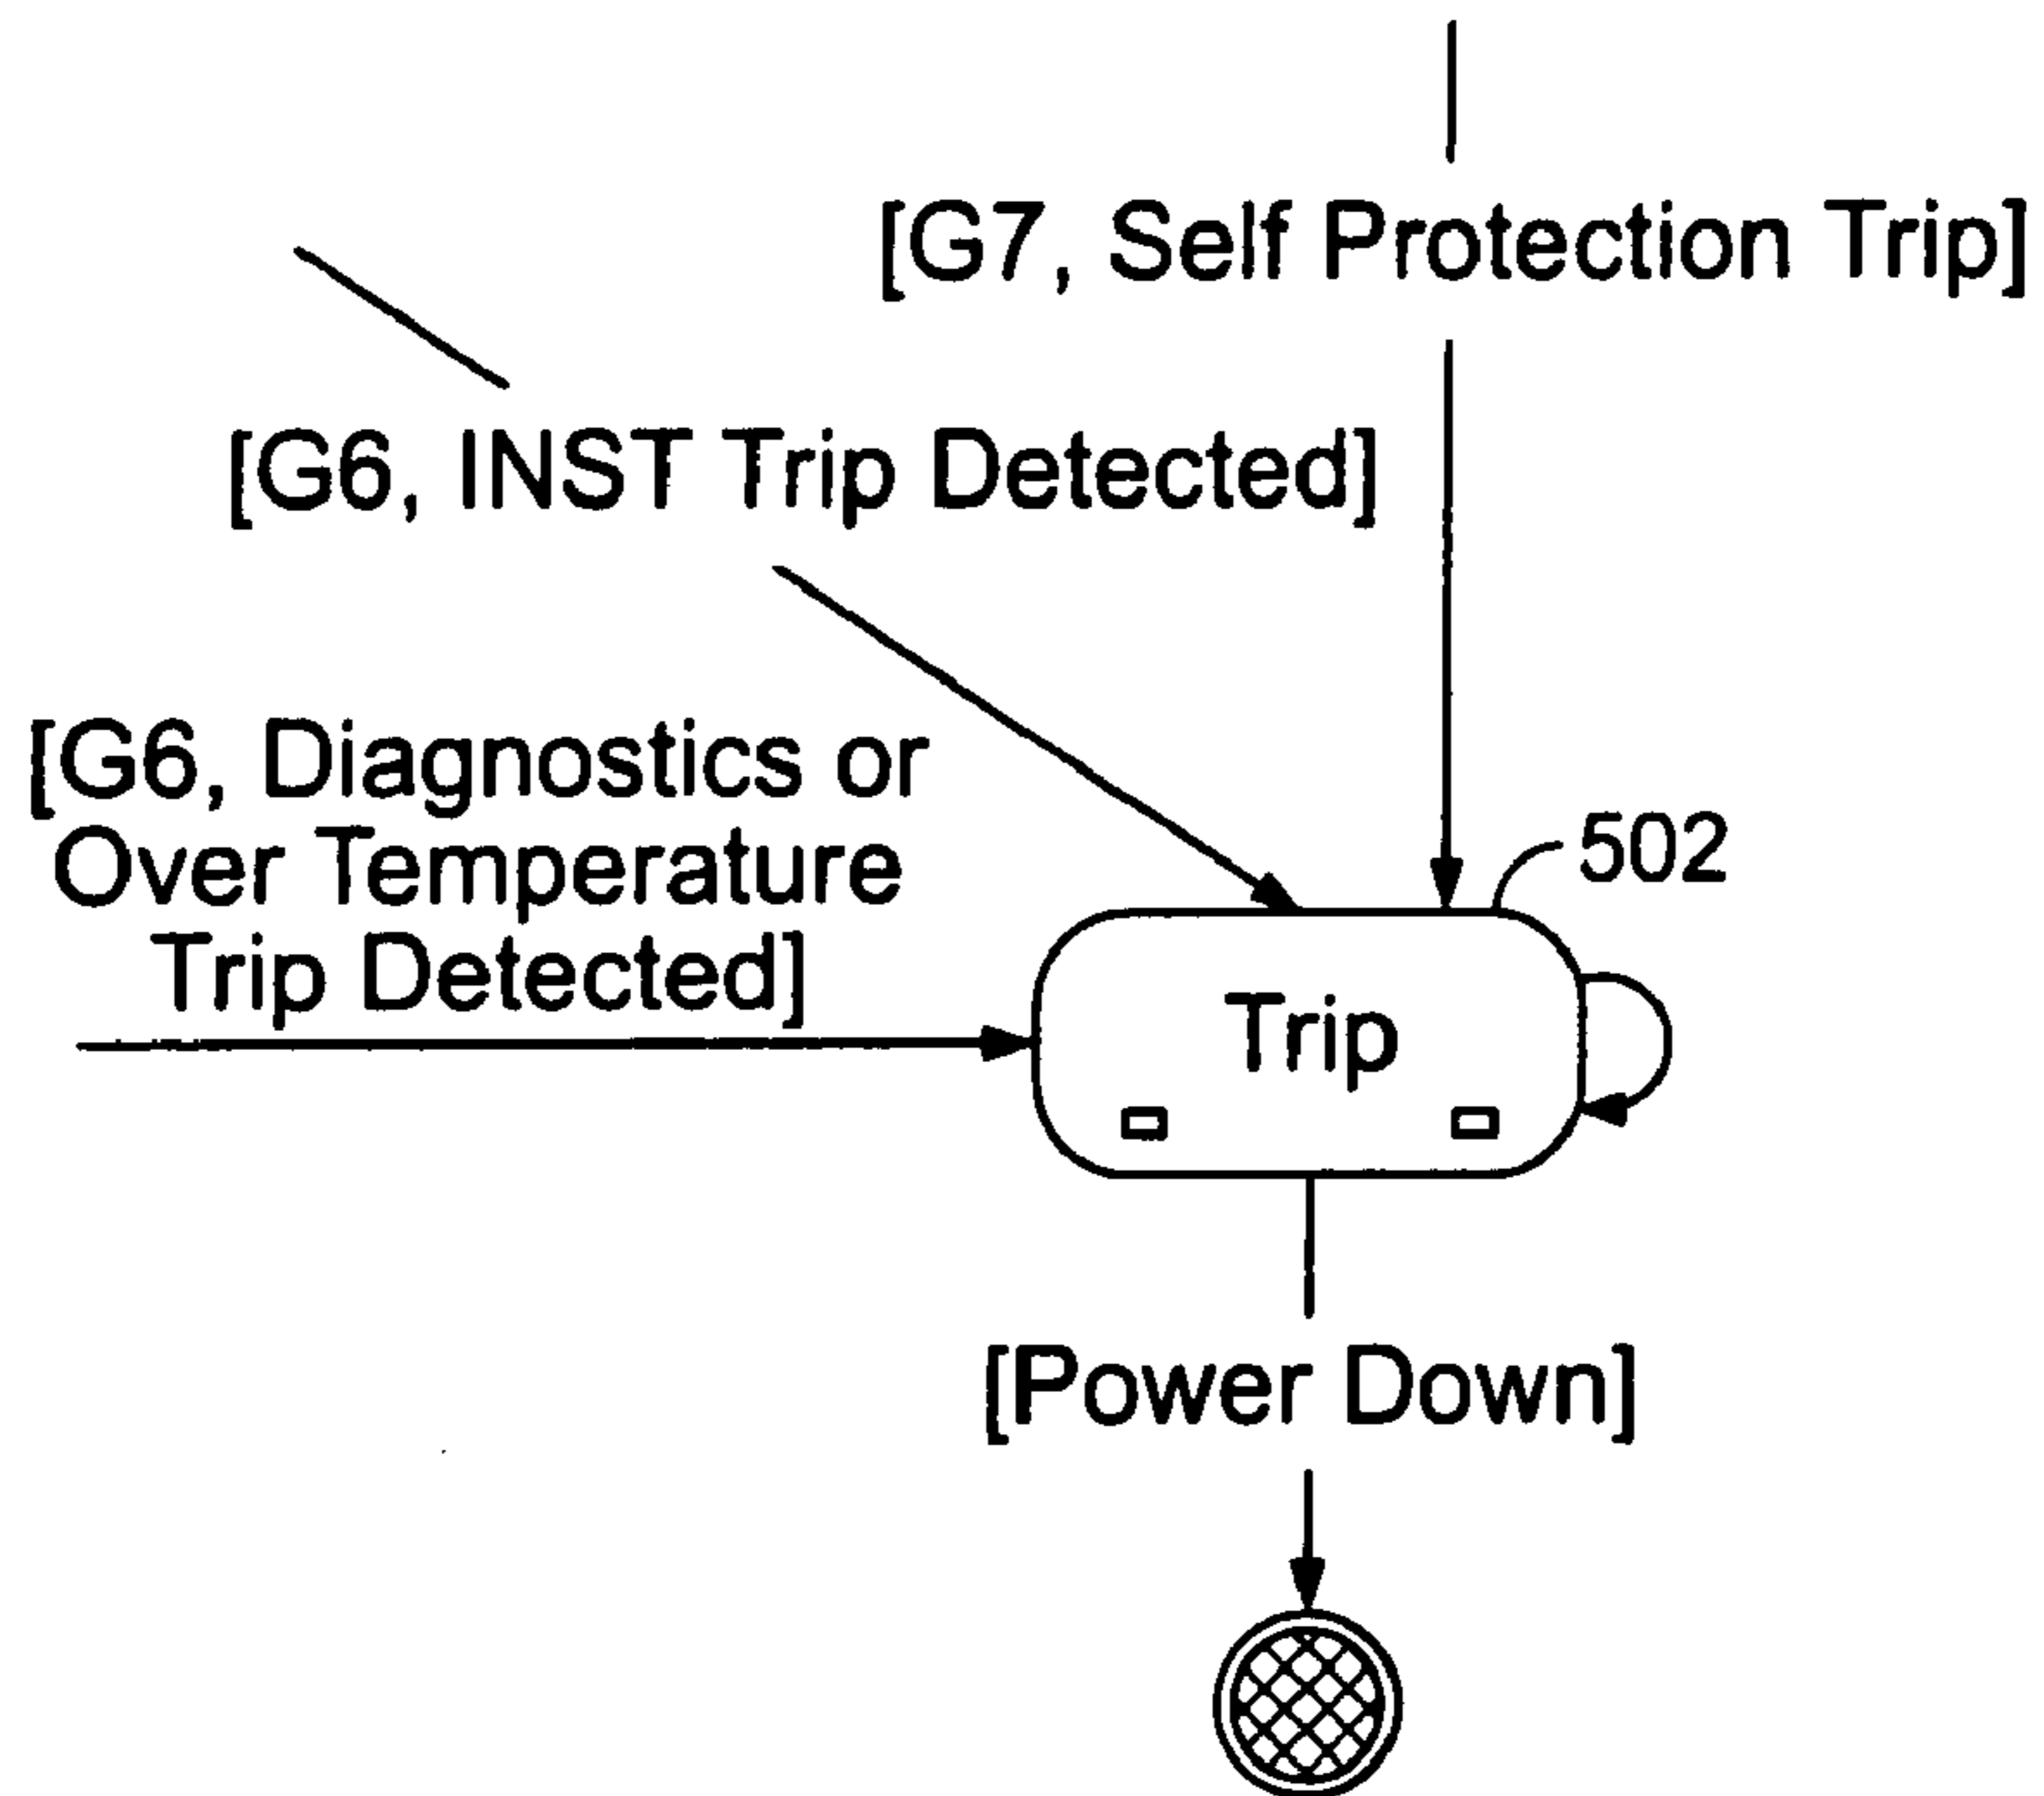 [G7, Self Protection Trip]
[G6, INST Trip Detected]
[G6, Diagnostics or
Over Temperature
Trip Detected]
502
Trip
[Power Down]